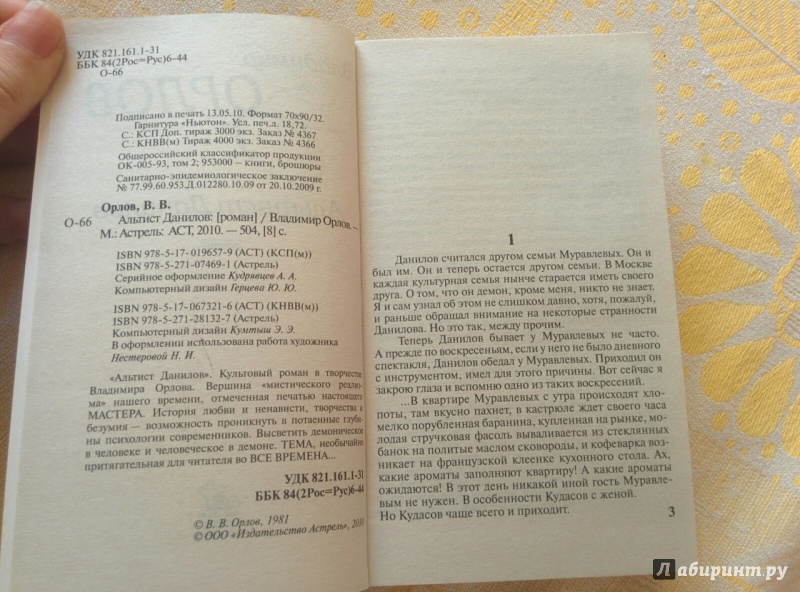 УДК 821.161.1-31
ББК 84(2Рос=Рус)6-44
О-66
Подписано в печать 13.05.10. Формат 70х90/32.
Гарнитура «Ньютон». Усл. печ.л. 18,72.
С.: КСП Доп. тираж 3000 экз. Заказ № 4367
С.: КНВВ(м) Тираж 4000 экз. Заказ № 4366
Общероссийский классификатор продукции
ОК-005-93, том 2; 953000 — книги, брошюры
Санитарно-эпидемиологическое заключение
№ 77.99.60.953.Д.012280.10.09 от 20.10.2009 г.
Орлов, В. В.
О-66 Альтист Данилов: [роман] / Владимир Орлов. –
М.: Астрель: АСТ, 2010. — 504, [8] с.
ISBN 978-5-17-019657-9 (АСТ) (КСП(м))
ISBN 978-5-271-07469-1 (Астрель)
Серийное оформление Кудрявцев А. А.
Компьютерный дизайн Герцева Ю. Ю.
ISBN 978-5-17- 067321-6 (АСТ) (КНВВ(м))
ISBN 978-5-271-28132-7 (Астрель)
Компьютерный дизайн Кумтыш Э. Э.
В оформлении использована работа художника
Нестеровой Н. И.
«Альтист Данилов». Культовый роман в творчестве
Владимира Орлова. Вершина «мистического реализ-
ма» нашего времени, отмеченная печатью настоящего
МАСТЕРА. История любви и ненависти, творчества и
безумия — возможность проникнуть в потаенные глуби-
ны психологии современников. Высветить демоническое
в человеке и человеческое в демоне. ТЕМА, необычайно
притягательная для читателя во ВСЕ ВРЕМЕНА...
УДК 821.161.1-31
ББК 84(2Рос=Рус)6-44
© В. В. Орлов, 1981
© ООО «Издательство Астрель», 2010
ОРЛОВ
1
Данилов считался другом семьи Муравлевых. Он и
был им. Он и теперь остается другом семьи. В Москве
каждая культурная семья нынче старается иметь своего
друга. О том, что он демон, кроме меня, никто не знает.
Я и сам узнал об этом не слишком давно, хотя, пожалуй,
и раньше обращал внимание на некоторые странности
Данилова. Но это так, между прочим.
Теперь Данилов бывает у Муравлевых не часто.
А прежде по воскресеньям, если у него не было дневного
спектакля, Данилов обедал у Муравлевых. Приходил он
с инструментом, имел для этого причины. Вот сейчас я
закрою глаза и вспомню одно из таких воскресений.
...В квартире Муравлевых с утра происходят хло-
поты, там вкусно пахнет, в кастрюле ждет своего часа
мелко порубленная баранина, купленная на рынке, мо-
лодая стручковая фасоль вываливается из стеклянных
банок на политые маслом сковороды, и кофеварка воз-
никает на французской клеенке кухонного стола. Ах,
какие ароматы заполняют квартиру! А какие ароматы
ожидаются! В этот день никакой иной гость Муравле-
вым не нужен. В особенности Кудасов с женой.
Но Кудасов чаще всего и приходит.
3
Лабиринт.ру